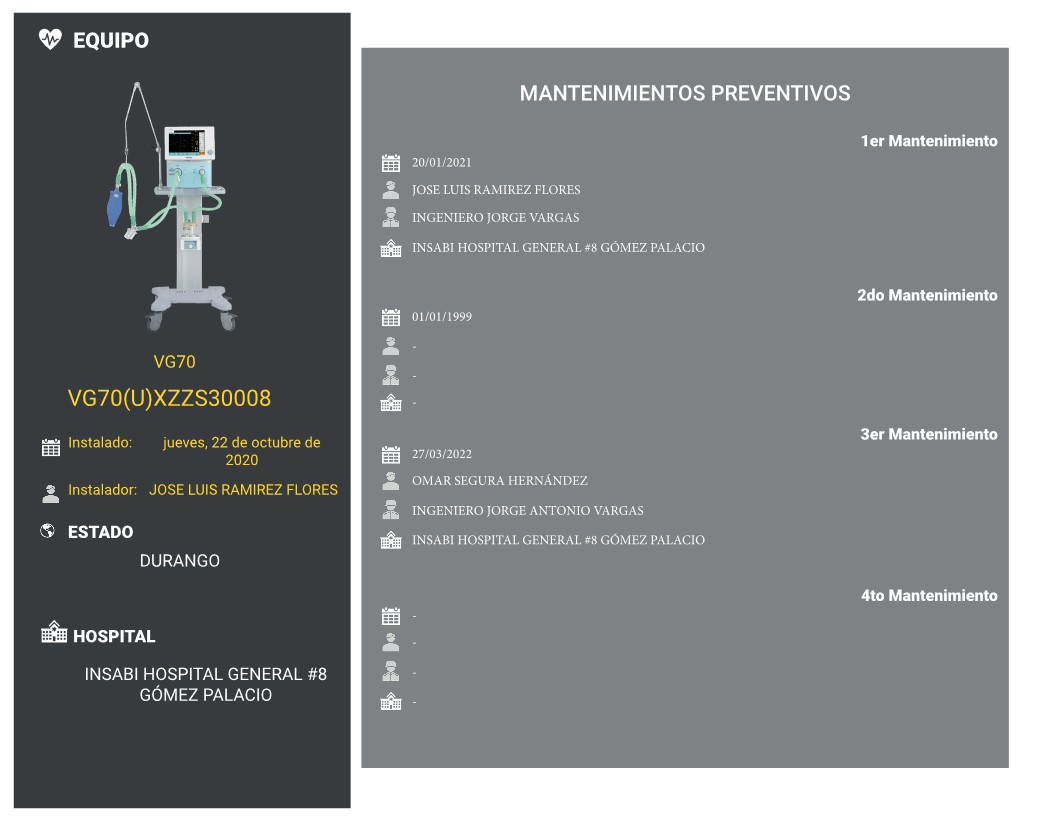 EQUIPO
VG70
VG70(U)XZZS30008
Instalado: jueves, 22 de octubre de
2020
Instalador: JOSE LUIS RAMIREZ FLORES
ESTADO
DURANGO
HOSPITAL
INSABI HOSPITAL GENERAL #8
GÓMEZ PALACIO
MANTENIMIENTOS PREVENTIVOS
1er Mantenimiento
20/01/2021
JOSE LUIS RAMIREZ FLORES
INGENIERO JORGE VARGAS
INSABI HOSPITAL GENERAL #8 GÓMEZ PALACIO
2do Mantenimiento
01/01/1999
-
-
-
3er Mantenimiento
27/03/2022
OMAR SEGURA HERNÁNDEZ
INGENIERO JORGE ANTONIO VARGAS
INSABI HOSPITAL GENERAL #8 GÓMEZ PALACIO
4to Mantenimiento
-
-
-
-